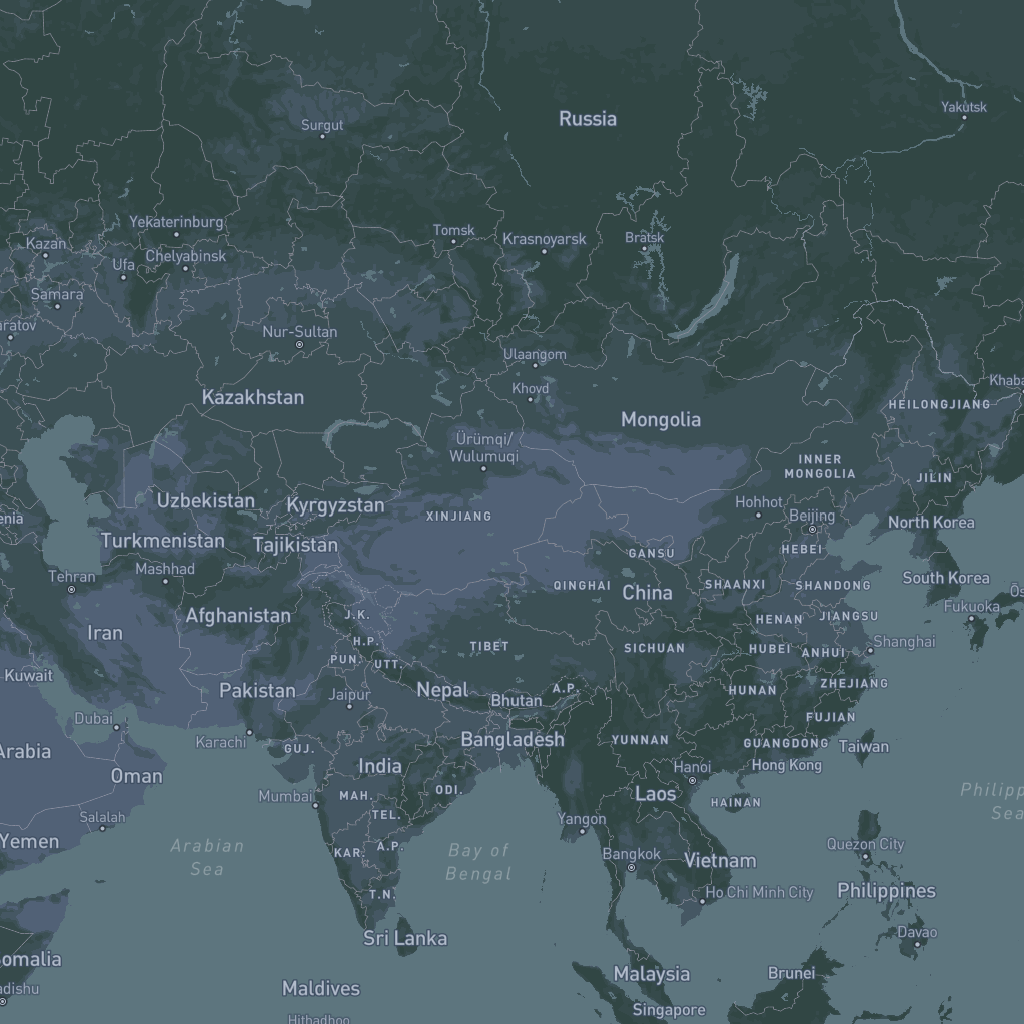 Yakutsk
Russia
Surgut
Yekaterinburg
Tomsk
Krasnoyarsk
Bratsk
Kazan
Ufa
Chelyabinsk
Samara
uratov
Nur-Sultan
Ulaangom
Khovd
Khaba
Kazakhstan
HEILONGJIANG
Mongolia
Ürümqi/
Wulumuqi
INNER
MONGOLIA
JILIN
Uzbekistan
Kyrgyzstan
XINJIANG
Hohhot
Beijing
enia
North Korea
Turkmenistan
Tajikistan
GANSU
HEBEI
Tehran
Mashhad
QINGHAI
China
SHAANXI
SHANDONG
South Korea
Ōs
Fukuoka
Afghanistan
J.K.
HENAN
JIANGSU
Iran
H.P.
TIBET
SICHUAN
HUBEI
ANHUI
Shanghai
PUN.
UTT.
Kuwait
Pakistan
Jaipur
Nepal
Bhutan
A.P.
HUNAN
ZHEJIANG
Dubai
FUJIAN
Karachi
GUJ.
Bangladesh
YUNNAN
GUANGDONG
Taiwan
Arabia
Oman
India
Hanoi
Hong Kong
Mumbai
MAH.
ODI.
Laos
HAINAN
Philipp
Sea
Salalah
TEL.
Yangon
Yemen
Arabian
Sea
KAR.
A.P.
Bay of
Bengal
Bangkok
Vietnam
Quezon City
T.N.
Ho Chi Minh City
Philippines
Sri Lanka
Davao
omalia
Malaysia
Brunei
adishu
Maldives
Singapore
Hithadhoo